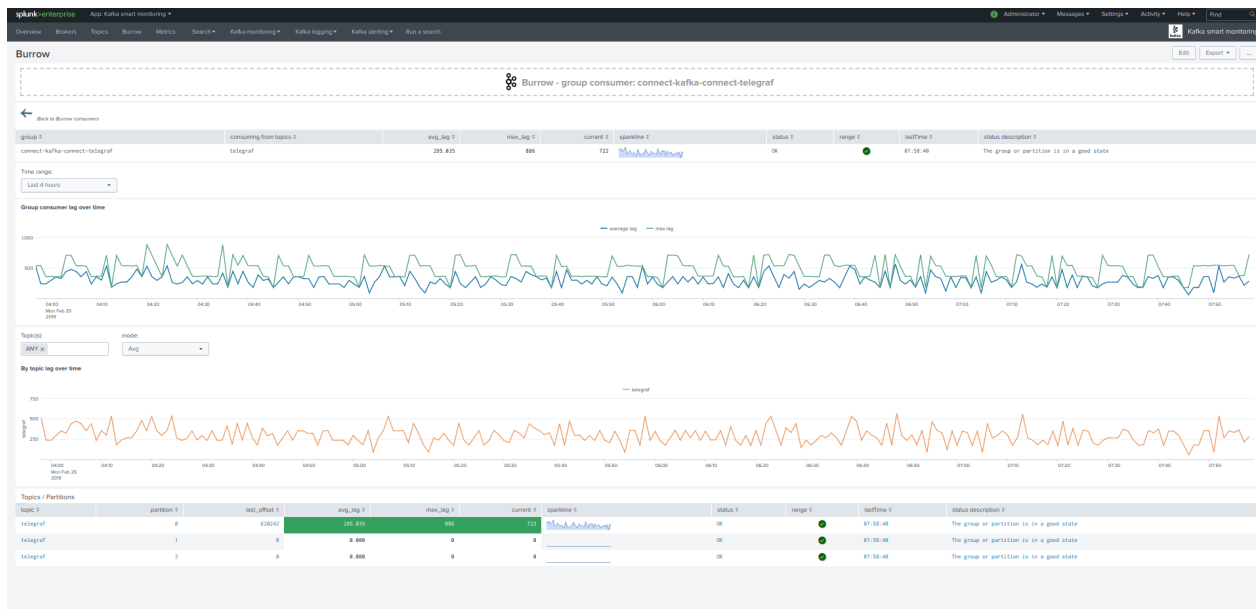 splunk>enterprise App: Kafka smart monitoring Administrator Messages Settings Activity Help Find
Overview Brokers Topics Burrow Metrics Search Kafka monitoring Kafka logging Kafka alerting Run a search Kafka smart monitoring
Burrow Edit Export ...
Burrow - group consumer: connect-kafka-connect-telegraf
Back to Burrow consumers
group consuming from topics avg_lag max_lag current sparkline status range lastTime status description
connect-kafka-connect-telegraf telegraf 295.035 886 722 OK 07:58:40 The group or partition is in a good state
Time range:
Last 4 hours
Group consumer lag over time
average lag max lag
1,000
500
04:00 04:10 04:20 04:30 04:40 04:50 05:00 05:10 05:20 05:30 05:40 05:50 06:00 06:10 06:20 06:30 06:40 06:50 07:00 07:10 07:20 07:30 07:40 07:50
Mon Feb 25
2019
Topic(s): mode:
ANY × Avg
By topic lag over time
telegraf
750
500
250
telegraf
04:00 04:10 04:20 04:30 04:40 04:50 05:00 05:10 05:20 05:30 05:40 05:50 06:00 06:10 06:20 06:30 06:40 06:50 07:00 07:10 07:20 07:30 07:40 07:50
Mon Feb 25
2019
Topics / Partitions
topic partition last_offset avg_lag max_lag current sparkline status range lastTime status description
telegraf 0 628242 295.035 886 722 OK 07:58:40 The group or partition is in a good state
telegraf 1 0 0.000 0 0 OK 07:58:40 The group or partition is in a good state
telegraf 2 0 0.000 0 0 OK 07:58:40 The group or partition is in a good state